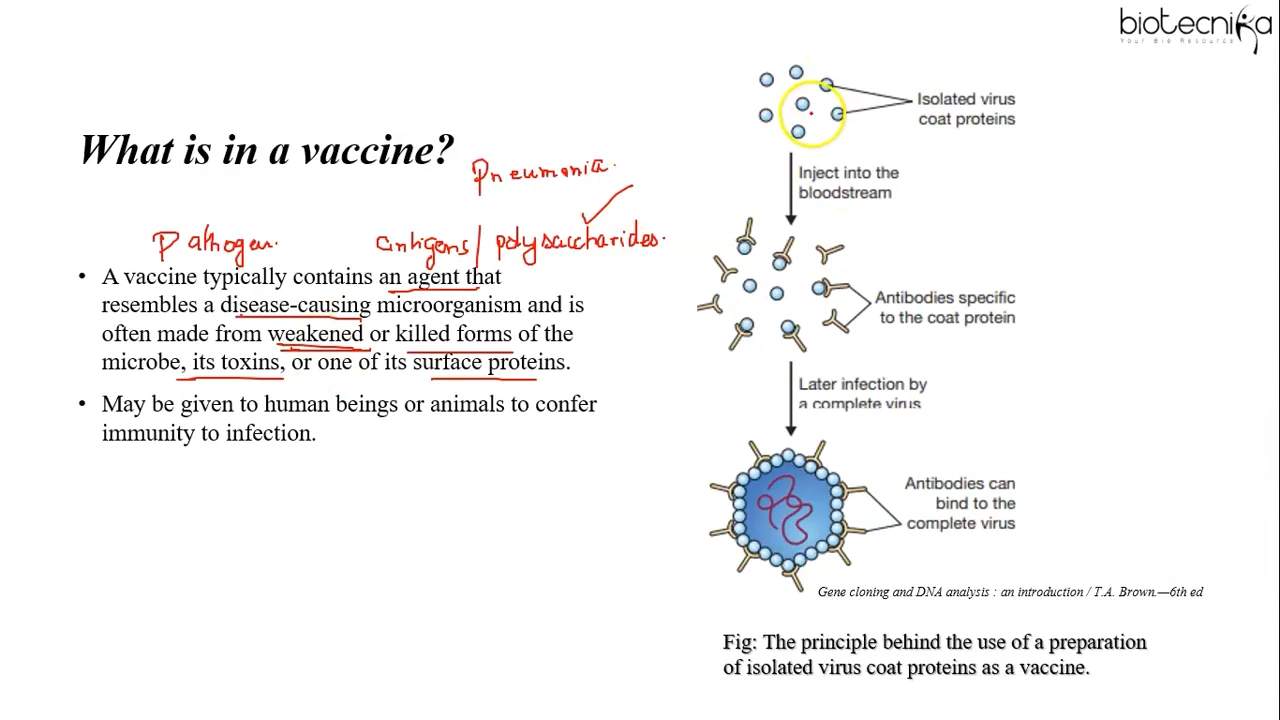 biotecnika
Your Bio Resource
What is in a vaccine?
Pneumonia.
Pathogen. antigens/ polysaccharides.
• A vaccine typically contains an agent that
resembles a disease-causing microorganism and is
often made from weakened or killed forms of the
microbe, its toxins, or one of its surface proteins.
• May be given to human beings or animals to confer
immunity to infection.
Isolated virus
coat proteins
Inject into the
bloodstream
Antibodies specific
to the coat protein
Later infection by
a complete virus
Antibodies can
bind to the
complete virus
Gene cloning and DNA analysis : an introduction / T.A. Brown.—6th ed
Fig: The principle behind the use of a preparation
of isolated virus coat proteins as a vaccine.